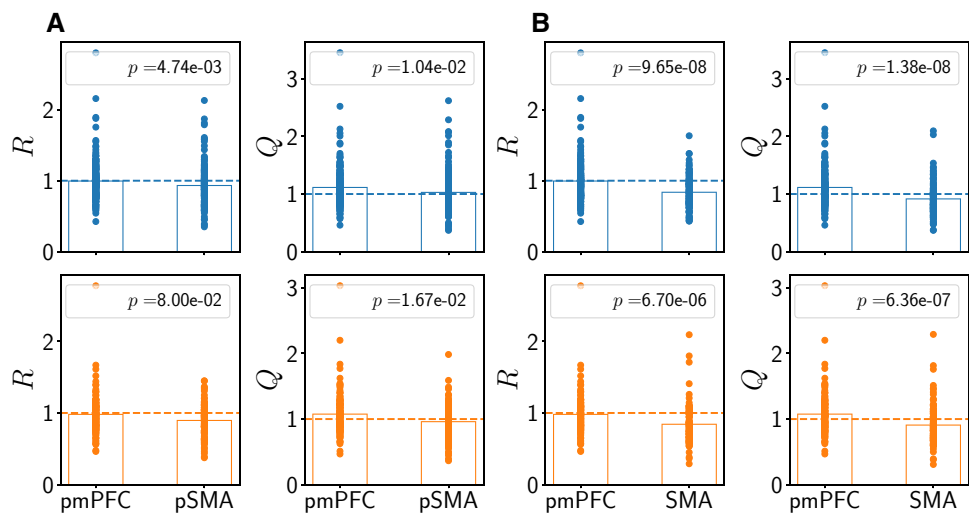 A
B
p =4.74e-03
p =1.04e-02
p =9.65e-08
p =1.38e-08
R
2
1
0
Q
3
2
1
0
R
2
1
0
Q
3
2
1
0
p =8.00e-02
p =1.67e-02
p =6.70e-06
p =6.36e-07
R
2
1
0
Q
3
2
1
0
R
2
1
0
Q
3
2
1
0
pmPFC pSMA
pmPFC pSMA
pmPFC SMA
pmPFC SMA